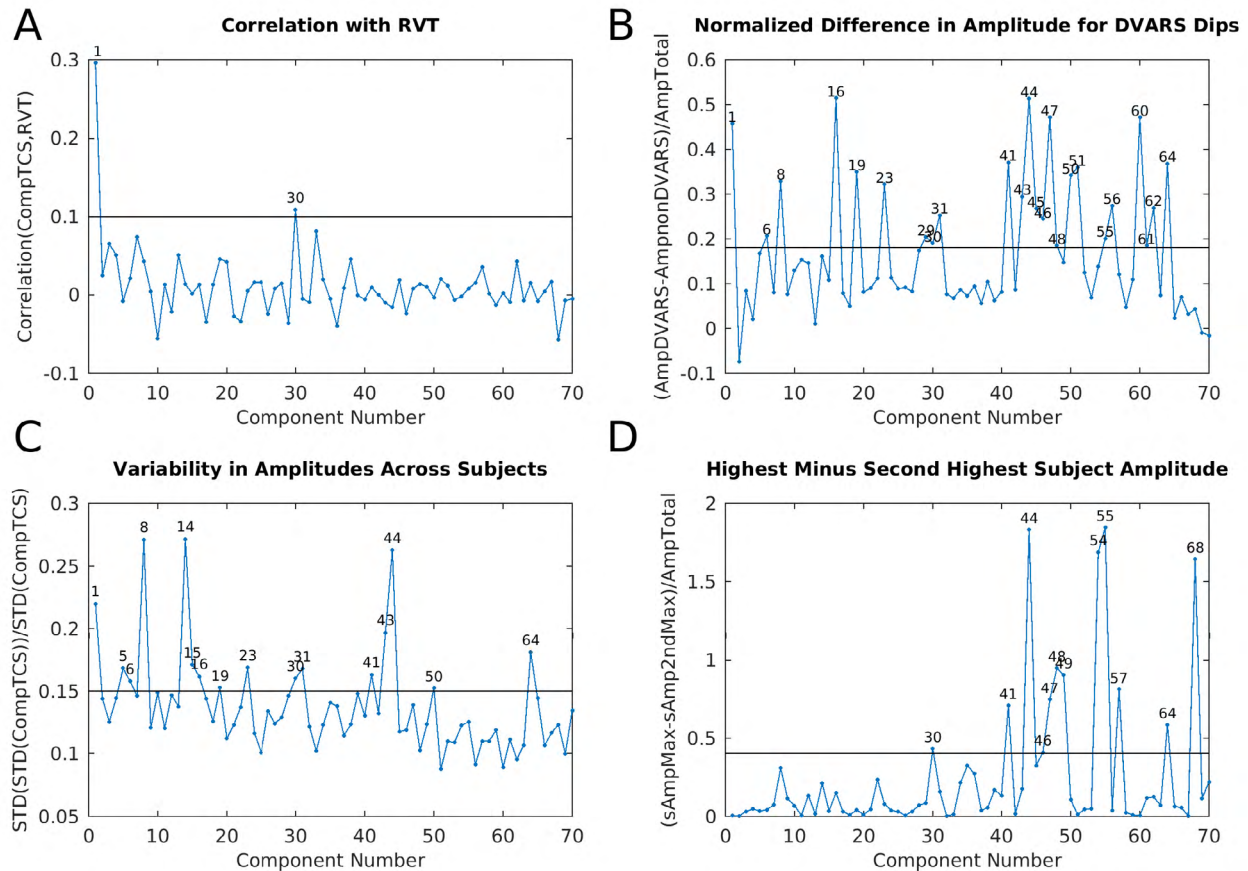 A
Correlation with RVT
Correlation(CompTCS,RVT)
0.3
0.2
0.1
0
-0.1
1
30
0 10 20 30 40 50 60 70
Component Number
B
Normalized Difference in Amplitude for DVARS Dips
(AmpDVARS-AmpnonDVARS)/AmpTotal
0.6
0.5
0.4
0.3
0.2
0.1
0
-0.1
1 6 8 16 19 23 29 30 31 41 43 44 45 46 47 48 50 51 55 56 60 61 62 64
0 10 20 30 40 50 60 70
Component Number
C
Variability in Amplitudes Across Subjects
STD(STD(CompTCS))/STD(CompTCS)
0.3
0.25
0.2
0.15
0.1
0.05
1 5 6 8 14 15 16 19 23 30 31 41 43 44 50 64
0 10 20 30 40 50 60 70
Component Number
D
Highest Minus Second Highest Subject Amplitude
(sAmpMax-sAmp2ndMax)/AmpTotal
2
1.5
1
0.5
0
30 41 44 46 47 48 49 54 55 57 64 68
0 10 20 30 40 50 60 70
Component Number